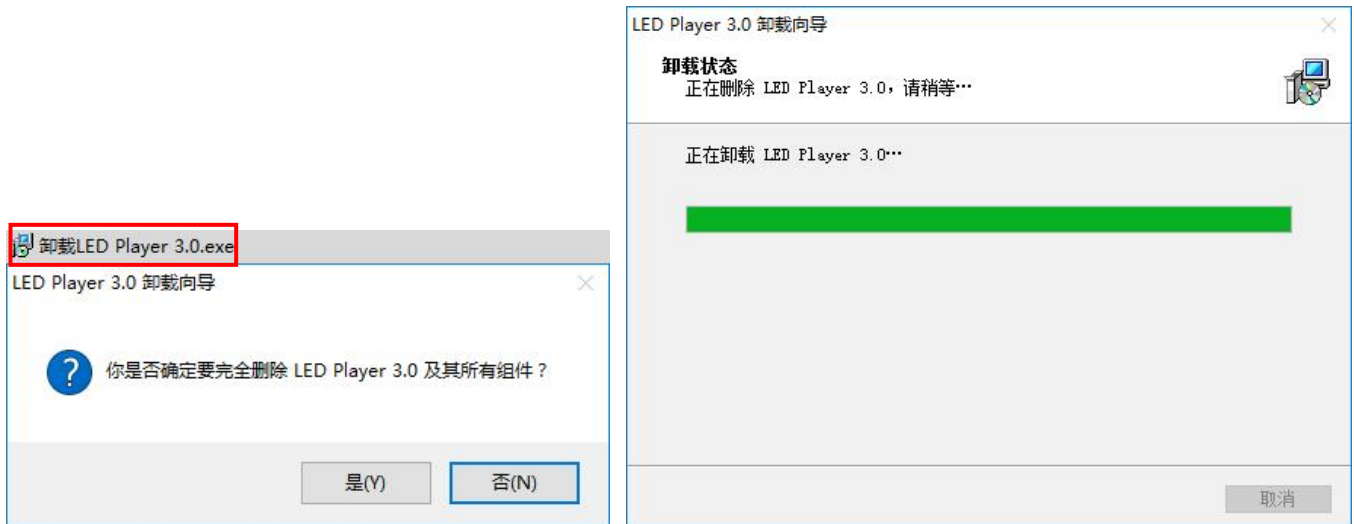 卸载LED Player 3.0.exe
LED Player 3.0 卸载向导
你是否确定要完全删除 LED Player 3.0 及其所有组件？
是(Y)
否(N)
LED Player 3.0 卸载向导
卸载状态
正在删除 LED Player 3.0，请稍等…
正在卸载 LED Player 3.0…
取消